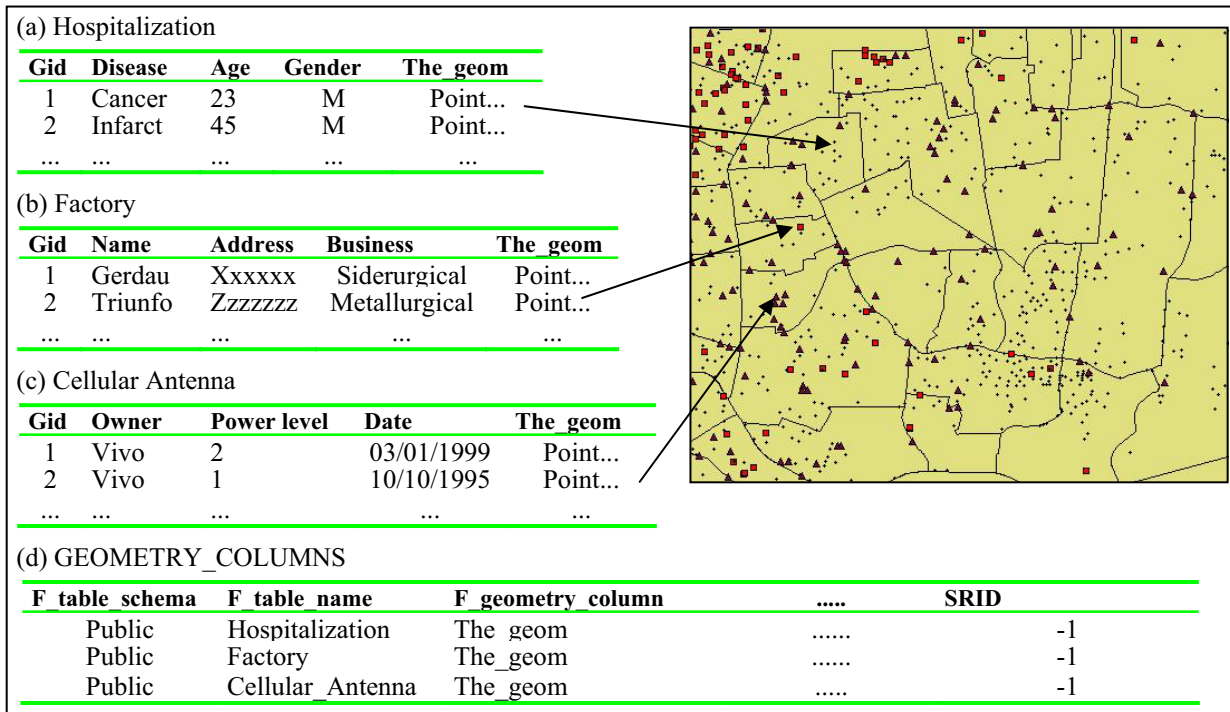 (a) Hospitalization
Gid Disease Age Gender The_geom
1 Cancer 23 M Point...
2 Infarct 45 M Point...
... ... ... ... ...
(b) Factory
Gid Name Address Business The_geom
1 Gerdau Xxxxxx Siderurgical Point...
2 Triunfo Zzzzzzz Metallurgical Point...
... ... ... ... ...
(c) Cellular Antenna
Gid Owner Power level Date The_geom
1 Vivo 2 03/01/1999 Point...
2 Vivo 1 10/10/1995 Point...
... ... ... ... ...
(d) GEOMETRY_COLUMNS
F_table_schema F_table_name F_geometry_column ..... SRID
Public Hospitalization The_geom ...... -1
Public Factory The_geom ...... -1
Public Cellular_Antenna The_geom ..... -1